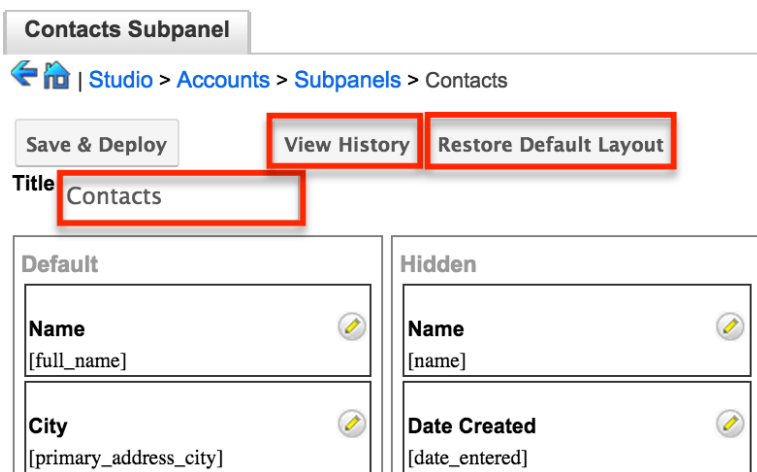 Contacts Subpanel
| Studio > Accounts > Subpanels > Contacts
Save & Deploy View History Restore Default Layout
Title Contacts
Default Hidden
Name Name
[full_name] [name]
City Date Created
[primary_address_city] [date_entered]